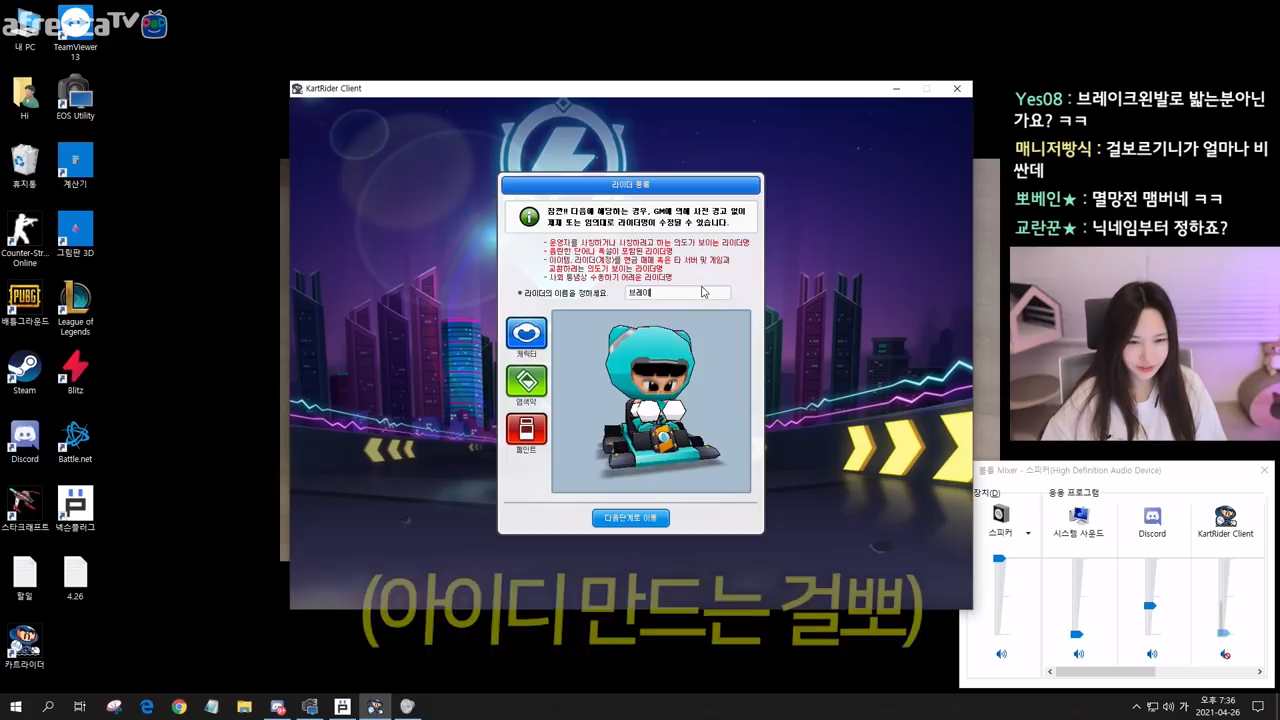 afreecaTV
내 PC
TeamViewer
13
Hi
EOS Utility
휴지통
계산기
Counter-Str...
Online
그림판 3D
PUBG
배틀그라운드
League of
Legends
Steam
Blitz
Discord
Battle.net
스타크래프트
넥슨플러그
할일
4.26
카트라이더
KartRider Client
라이더 등록
잠깐!! 다음에 해당하는 경우, GM에 의해 사전 경고 없이
제재 또는 임의대로 라이더명이 수정될 수 있습니다.
- 운영자를 사칭하거나 사칭하려고 하는 의도가 보이는 라이더명
- 음란한 단어나 욕설이 포함된 라이더명
- 아이템, 라이더(계정)를 현금 매매 혹은 타 서버 및 게임과
교환하려는 의도가 보이는 라이더명
- 사회 통념상 수용하기 어려운 라이더명
* 라이더의 이름을 정하세요.
브레이
캐릭터
염색약
페인트
다음단계로 이동
(아이디 만드는 걸뽀)
Yes08 : 브레이크왼발로 밟는분아닌
가요? ㅋㅋ
매니저빵식 : 걸보르기니가 얼마나 비
싼데
뽀베인★ : 멸망전 맴버네 ㅋㅋ
교란꾼★ : 닉네임부터 정하죠?
볼륨 Mixer - 스피커(High Definition Audio Device)
장치(D)
응용 프로그램
스피커
시스템 사운드
Discord
KartRider Client
가
오후 7:36
2021-04-26